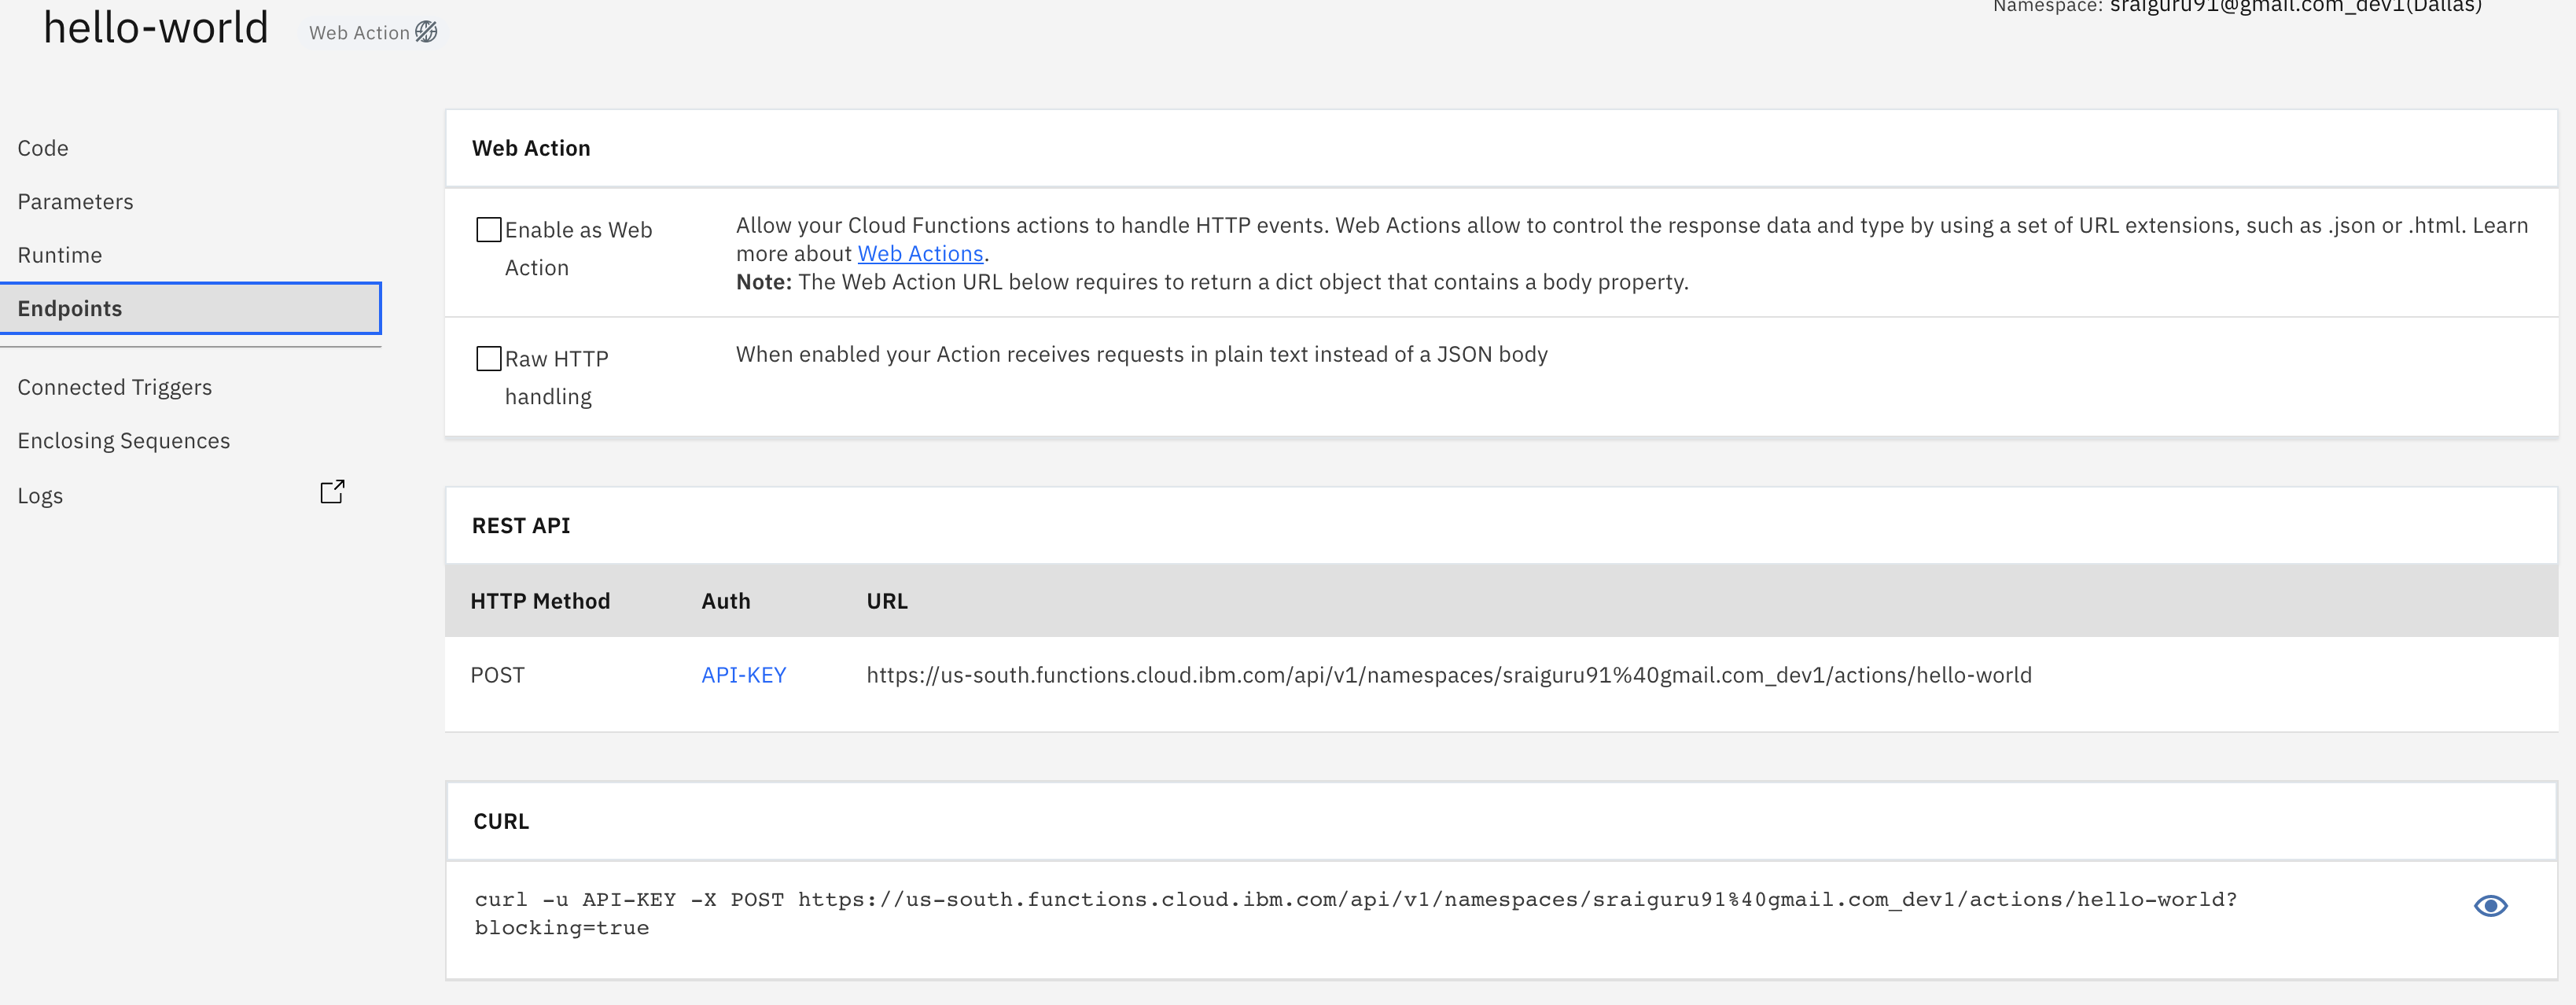 hello-world
Web Action
Namespace: sraiguru91@gmail.com_dev1(Dallas)
Code
Parameters
Runtime
Endpoints
Connected Triggers
Enclosing Sequences
Logs
Web Action
Enable as Web
Action
Allow your Cloud Functions actions to handle HTTP events. Web Actions allow to control the response data and type by using a set of URL extensions, such as .json or .html. Learn
more about Web Actions.
Note: The Web Action URL below requires to return a dict object that contains a body property.
Raw HTTP
handling
When enabled your Action receives requests in plain text instead of a JSON body
REST API
HTTP Method Auth URL
POST API-KEY https://us-south.functions.cloud.ibm.com/api/v1/namespaces/sraiguru91%40gmail.com_dev1/actions/hello-world
CURL
curl -u API-KEY -X POST https://us-south.functions.cloud.ibm.com/api/v1/namespaces/sraiguru91%40gmail.com_dev1/actions/hello-world?
blocking=true